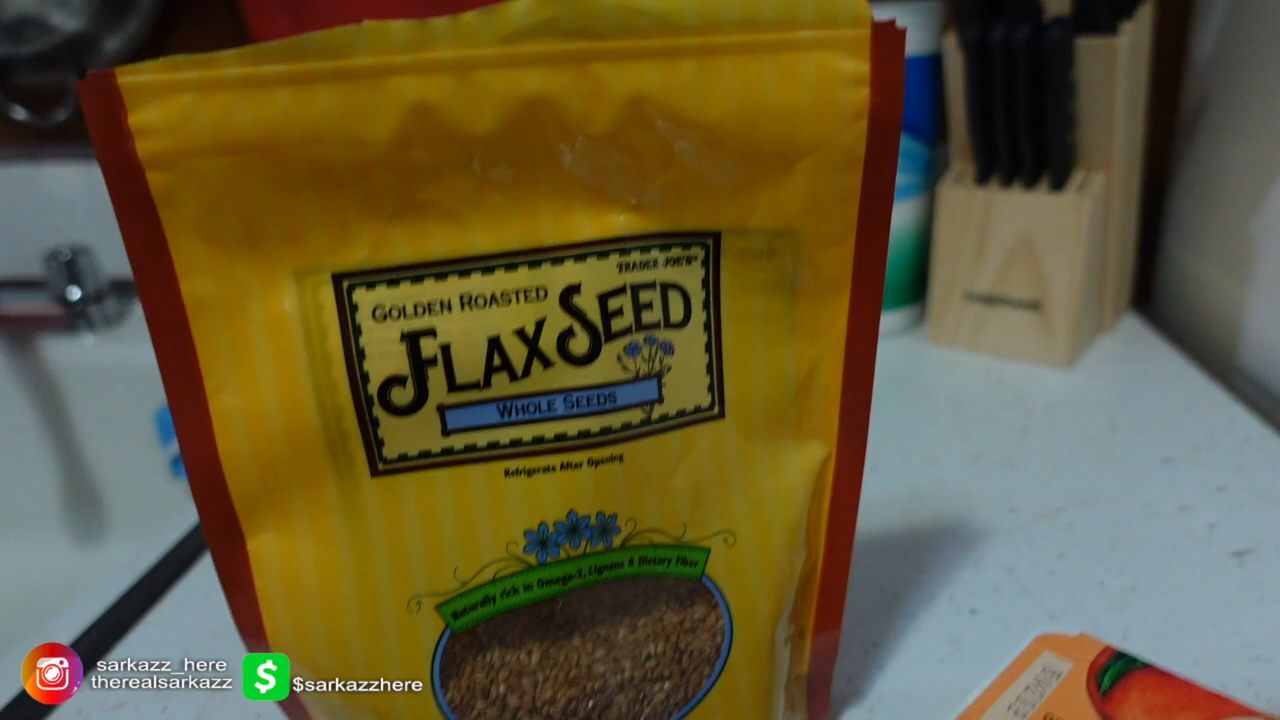 TRADER JOE'S
GOLDEN ROASTED
FLAX SEED
WHOLE SEEDS
Refrigerate After Opening
Naturally rich in Omega-3, Lignans & Dietary Fiber
sarkazz_here
therealsarkazz
$
$sarkazzhere